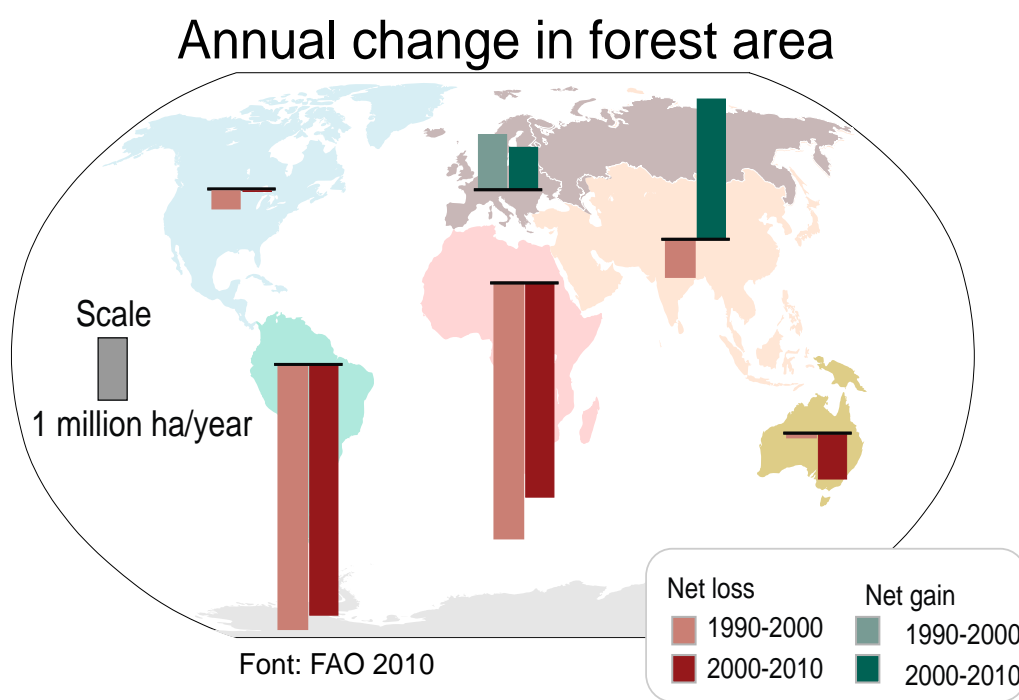 Annual change in forest area
Scale
1 million ha/year
Net loss
1990-2000
2000-2010
Net gain
1990-2000
2000-2010
Font: FAO 2010